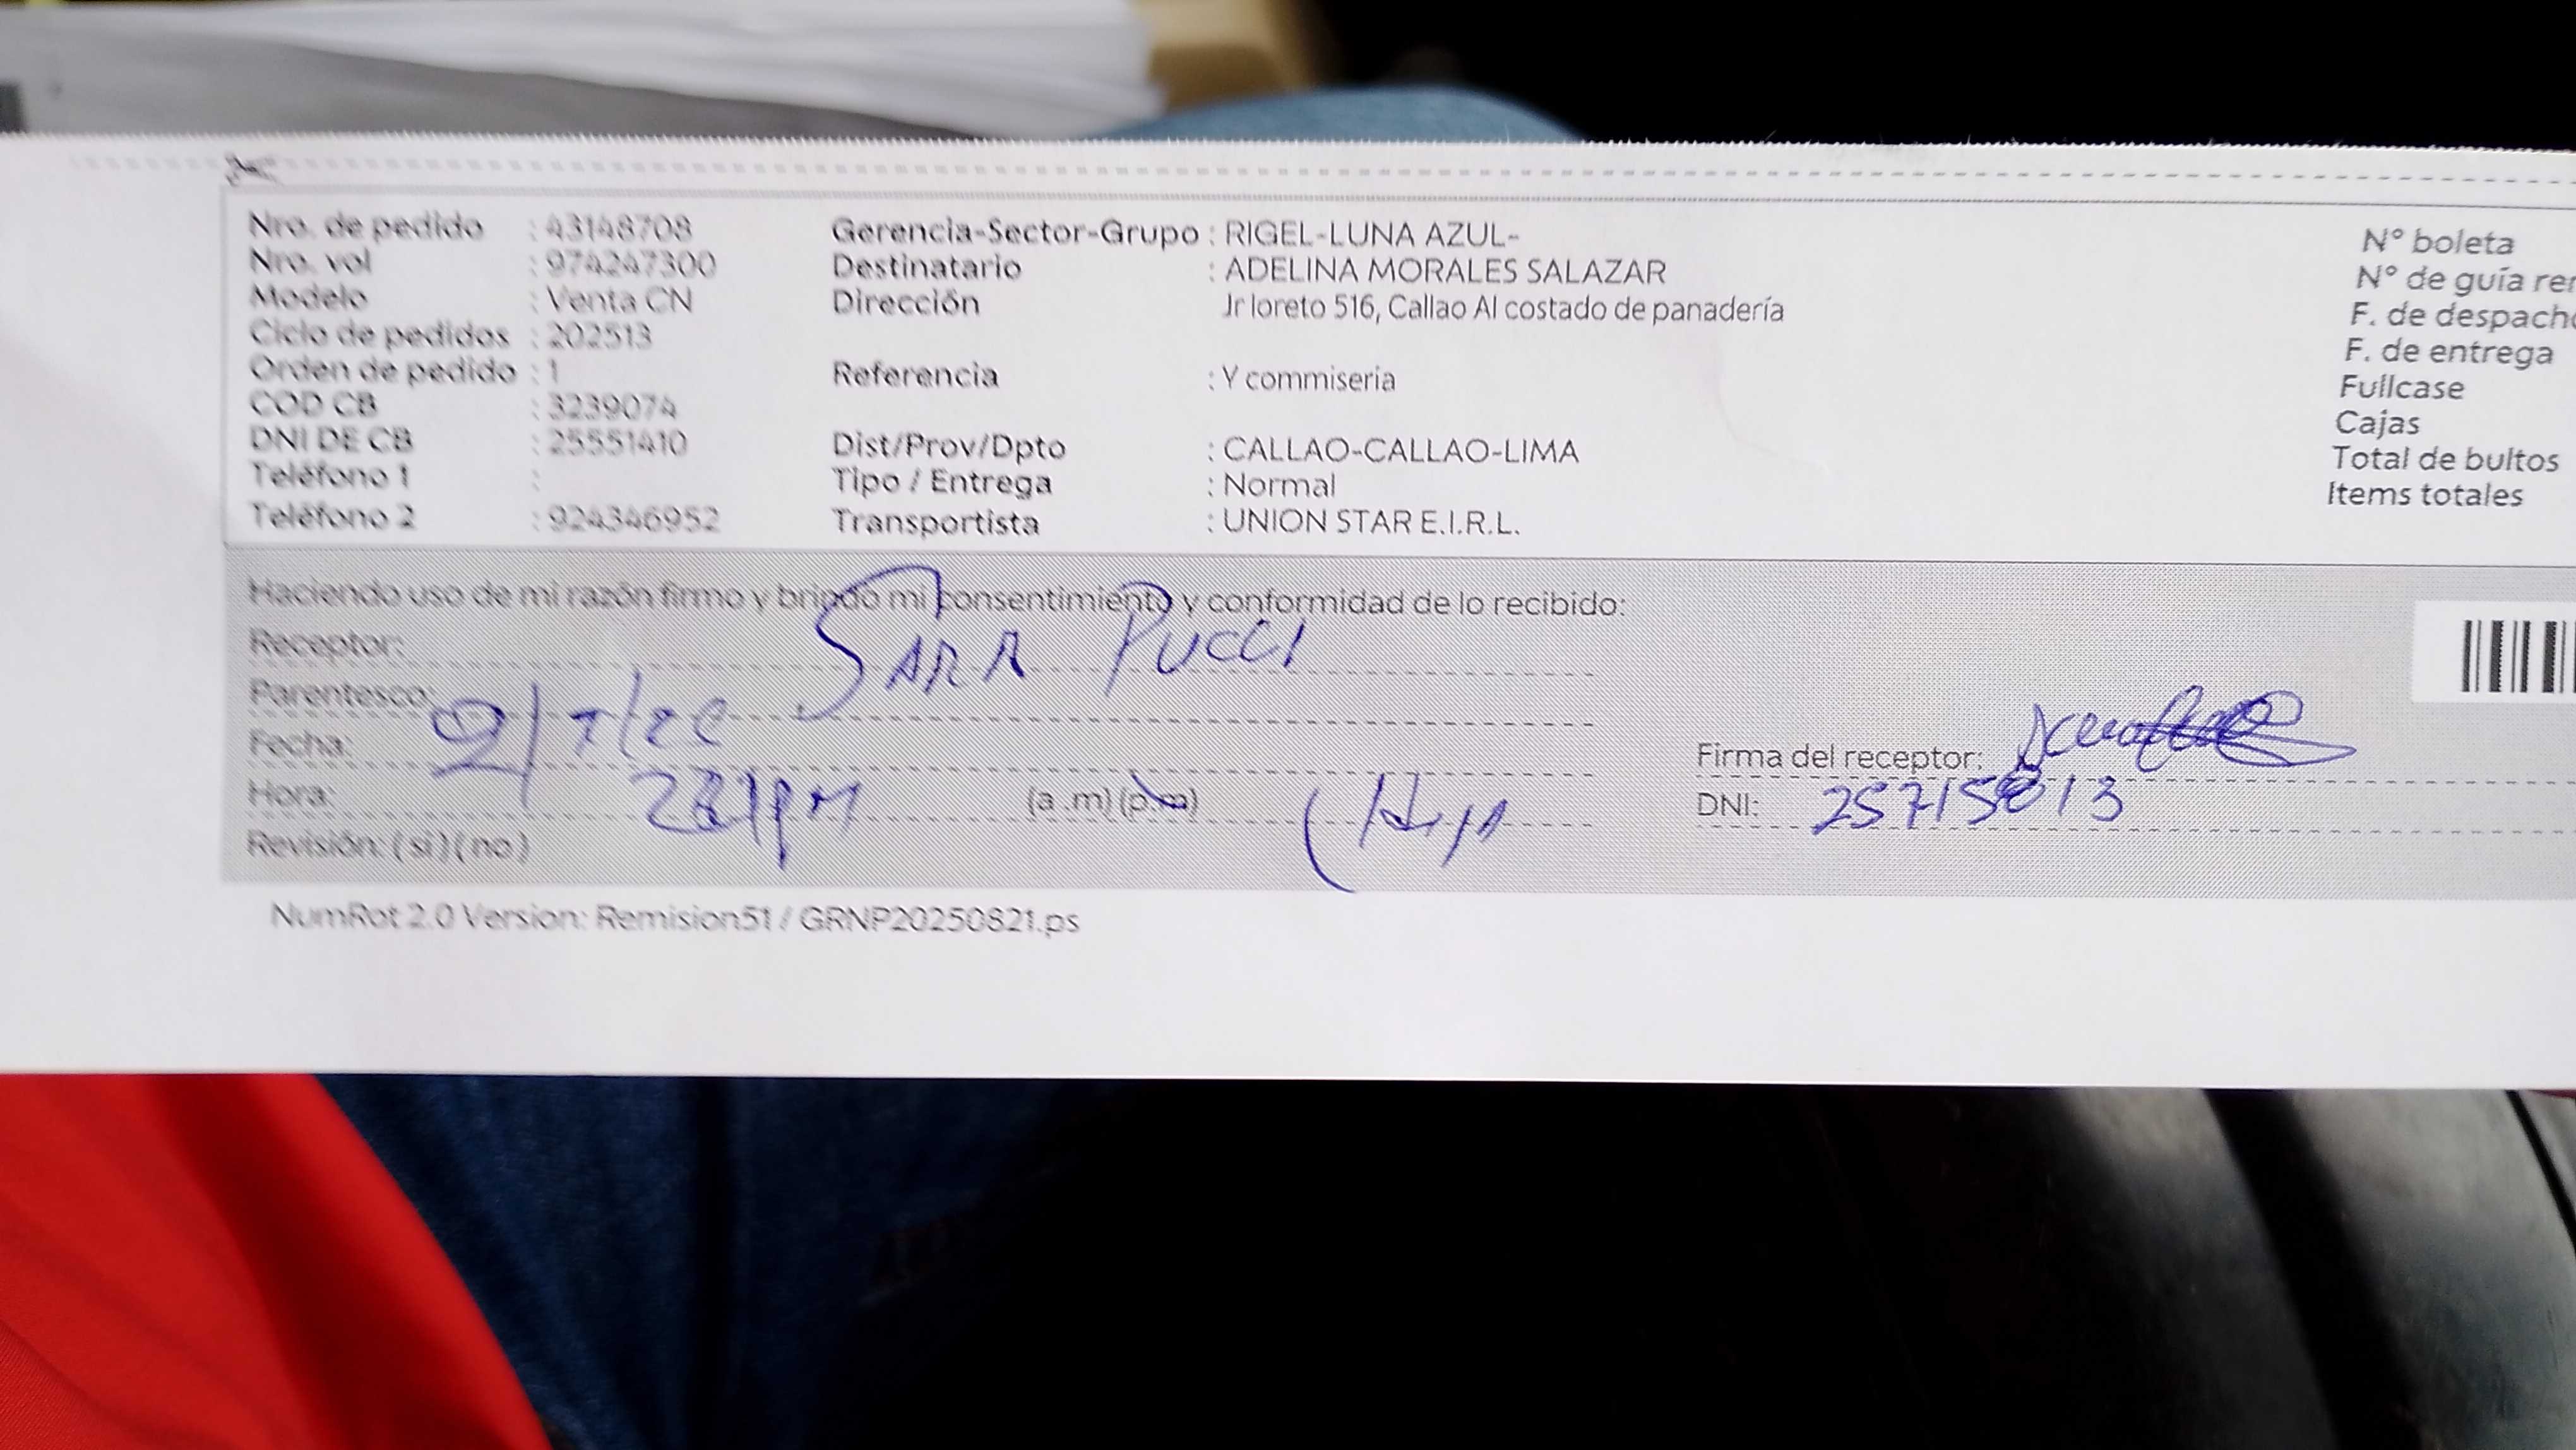 Nro. de pedido : 43148708
Nro. vol : 974247300
Modelo : Venta CN
Ciclo de pedidos : 202513
Orden de pedido : 1
COD CB : 3239074
DNI DE CB : 25551410
Teléfono 1 :
Teléfono 2 : 924346952
Gerencia-Sector-Grupo : RIGEL-LUNA AZUL-
Destinatario : ADELINA MORALES SALAZAR
Dirección Jr loreto 516, Callao Al costado de panadería
Referencia : Y commiseria
Dist/Prov/Dpto : CALLAO-CALLAO-LIMA
Tipo / Entrega : Normal
Transportista : UNION STAR E.I.R.L.
N° boleta
N° de guía
F. de despacho
F. de entrega
Fullcase
Cajas
Total de bultos
Items totales
Haciendo uso de mi razón firmo y brindo mi consentimiento y conformidad de lo recibido:
Receptor: SARA PUCCI
Parentesco:
Fecha:
Hora: (a .m) (p.m)
Revisión: ( si ) ( no )
Firma del receptor:
DNI:
NumRot 2.0 Version: Remision51 / GRNP20250821.ps